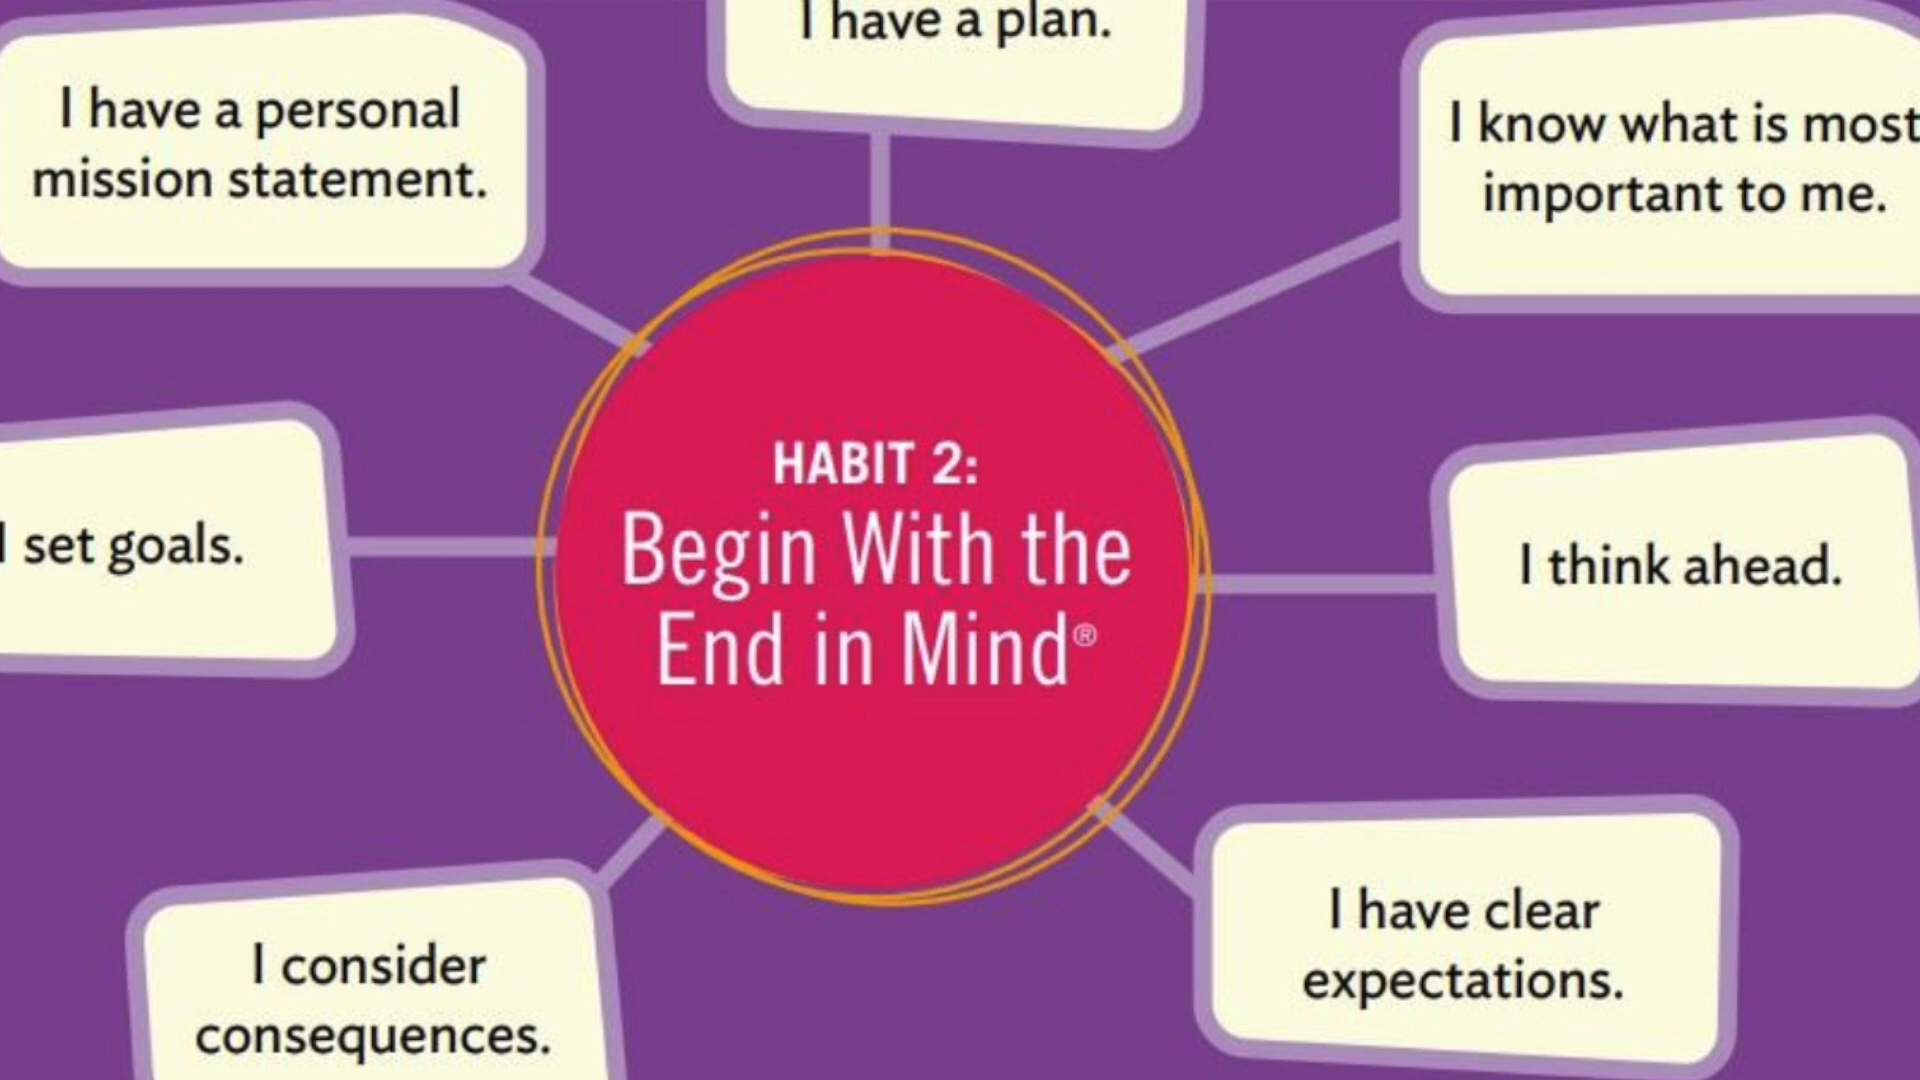 I have a plan.
I have a personal
mission statement.
I know what is most
important to me.
HABIT 2:
Begin With the
End in Mind®
I set goals.
I think ahead.
I have clear
expectations.
I consider
consequences.